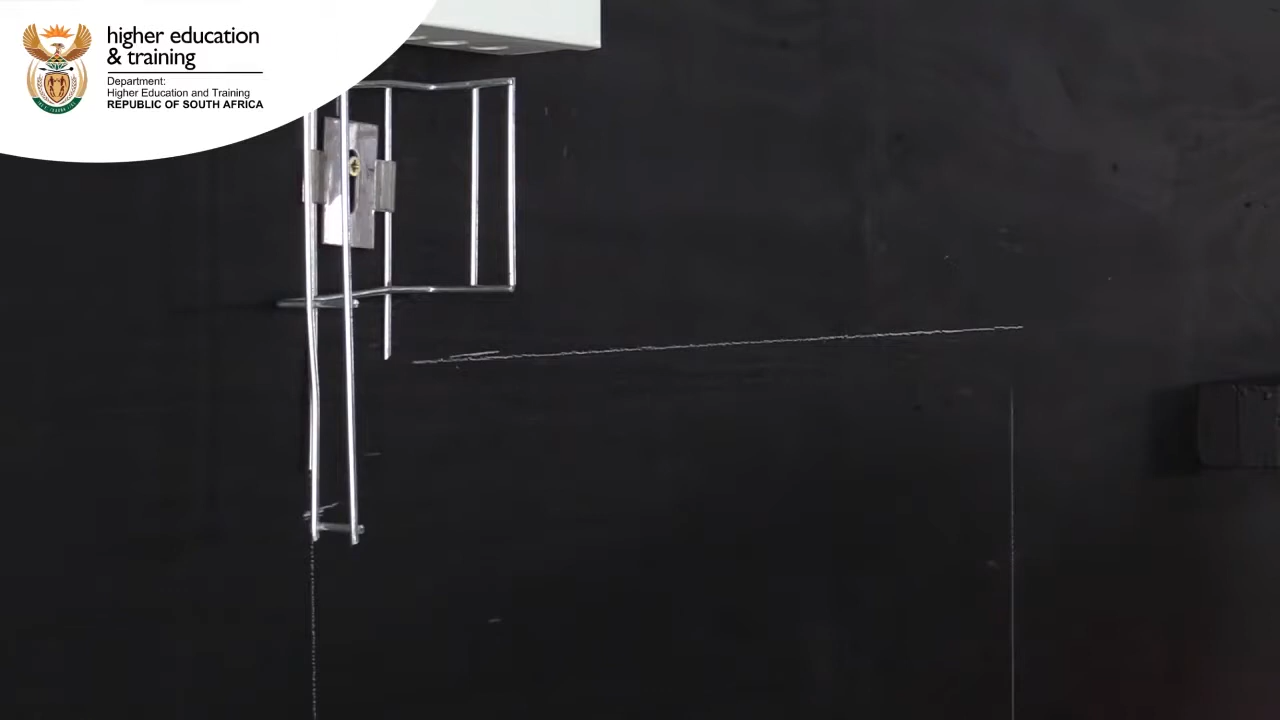 higher education
& training
Department:
Higher Education and Training
REPUBLIC OF SOUTH AFRICA